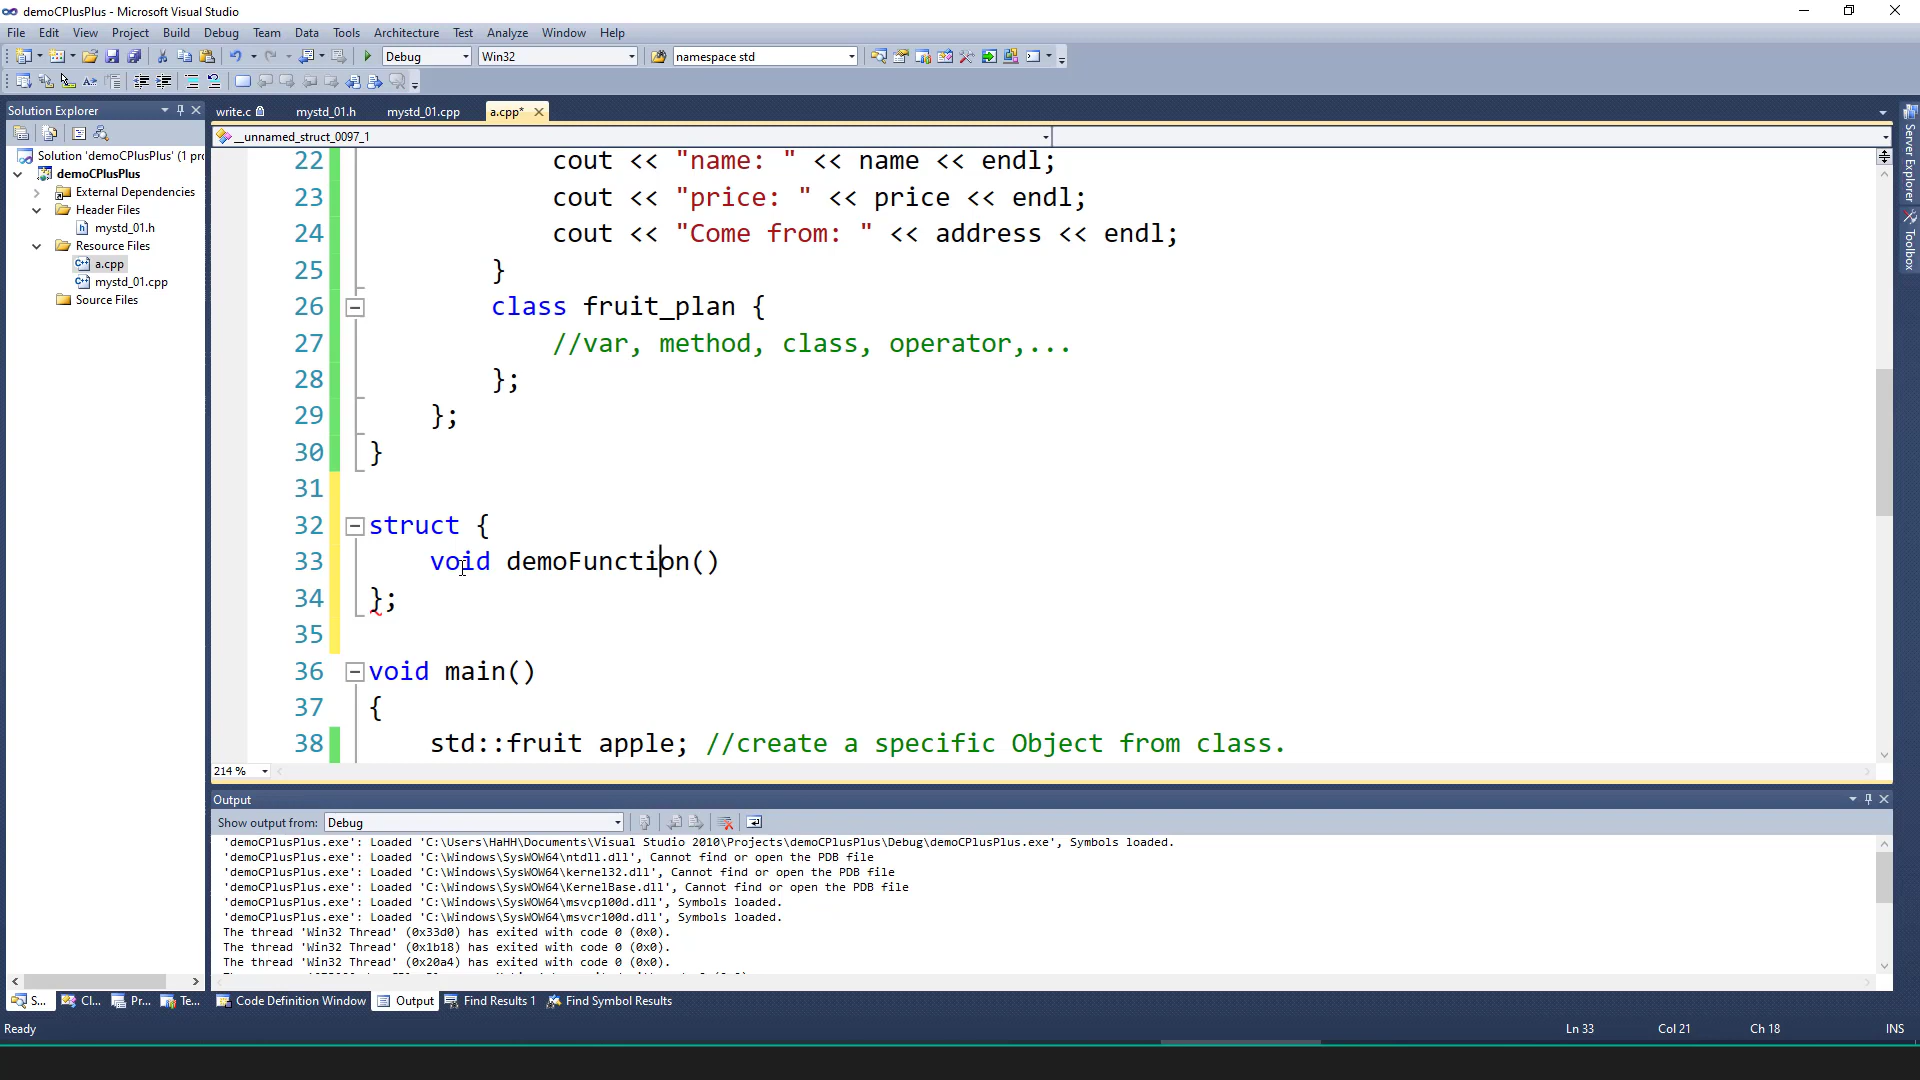 demoCPlusPlus - Microsoft Visual Studio
File Edit View Project Build Debug Team Data Tools Architecture Test Analyze Window Help
Debug Win32 namespace std
Solution Explorer
write.c mystd_01.h mystd_01.cpp a.cpp*
__unnamed_struct_0097_1
Solution 'demoCPlusPlus' (1 prc
demoCPlusPlus
External Dependencies
Header Files
mystd_01.h
Resource Files
a.cpp
mystd_01.cpp
Source Files
22 cout << "name: " << name << endl;
23 cout << "price: " << price << endl;
24 cout << "Come from: " << address << endl;
25 }
26 class fruit_plan {
27 //var, method, class, operator,...
28 };
29 };
30 }
31
32 struct {
33 void demoFunction()
34 };
35
36 void main()
37 {
38 std::fruit apple; //create a specific Object from class.
214 %
Server Explorer
Toolbox
Output
Show output from: Debug
'demoCPlusPlus.exe': Loaded 'C:\Users\HaHH\Documents\Visual Studio 2010\Projects\demoCPlusPlus\Debug\demoCPlusPlus.exe', Symbols loaded.
'demoCPlusPlus.exe': Loaded 'C:\Windows\SysWOW64\ntdll.dll', Cannot find or open the PDB file
'demoCPlusPlus.exe': Loaded 'C:\Windows\SysWOW64\kernel32.dll', Cannot find or open the PDB file
'demoCPlusPlus.exe': Loaded 'C:\Windows\SysWOW64\KernelBase.dll', Cannot find or open the PDB file
'demoCPlusPlus.exe': Loaded 'C:\Windows\SysWOW64\msvcp100d.dll', Symbols loaded.
'demoCPlusPlus.exe': Loaded 'C:\Windows\SysWOW64\msvcr100d.dll', Symbols loaded.
The thread 'Win32 Thread' (0x33d0) has exited with code 0 (0x0).
The thread 'Win32 Thread' (0x1b18) has exited with code 0 (0x0).
The thread 'Win32 Thread' (0x20a4) has exited with code 0 (0x0).
S... Cl... Pr... Te... Code Definition Window Output Find Results 1 Find Symbol Results
Ready Ln 33 Col 21 Ch 18 INS